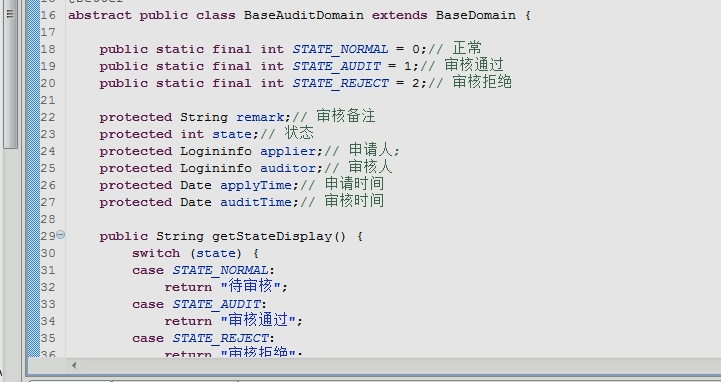 16 abstract public class BaseAuditDomain extends BaseDomain {
17
18 public static final int STATE_NORMAL = 0;// 正常
19 public static final int STATE_AUDIT = 1;// 审核通过
20 public static final int STATE_REJECT = 2;// 审核拒绝
21
22 protected String remark;// 审核备注
23 protected int state;// 状态
24 protected Logininfo applier;// 申请人;
25 protected Logininfo auditor;// 审核人
26 protected Date applyTime;// 申请时间
27 protected Date auditTime;// 审核时间
28
29 public String getStateDisplay() {
30 switch (state) {
31 case STATE_NORMAL:
32 return "待审核";
33 case STATE_AUDIT:
34 return "审核通过";
35 case STATE_REJECT:
36 return "审核拒绝";